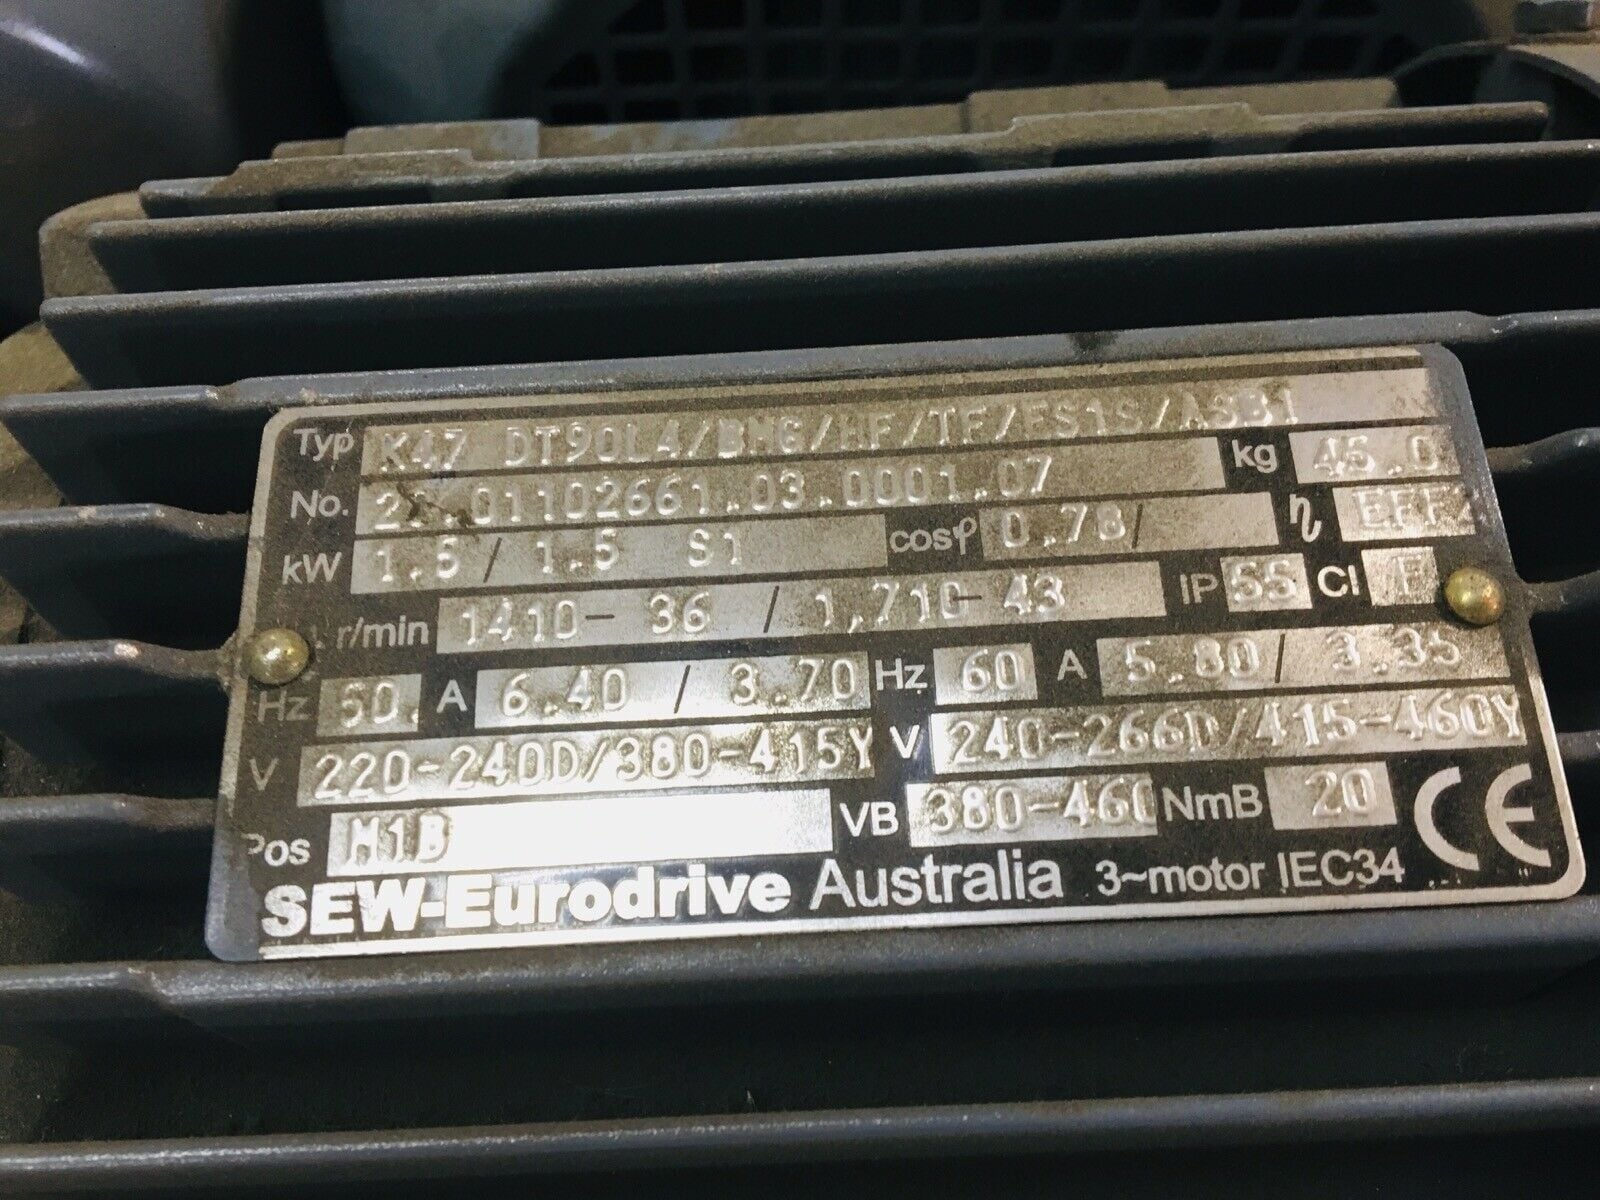 Typ K47 DT90L4/BMG/HF/TF/ES1S/ASB1
No. 01102661.03.0001.07 kg 45.0
kW 1.5 / 1.5 S1 cosφ 0.78/ η EFF2
r/min 1410- 36 / 1,710-43 IP 55 Cl F
Hz 50. A 6.40 / 3.70 Hz 60 A 5.80/ 3.35
V 220-240D/380-415Y V 240-266D/415-460Y
Pos M1B VB 380-460 NmB 20 CE
SEW-Eurodrive Australia 3~motor IEC34